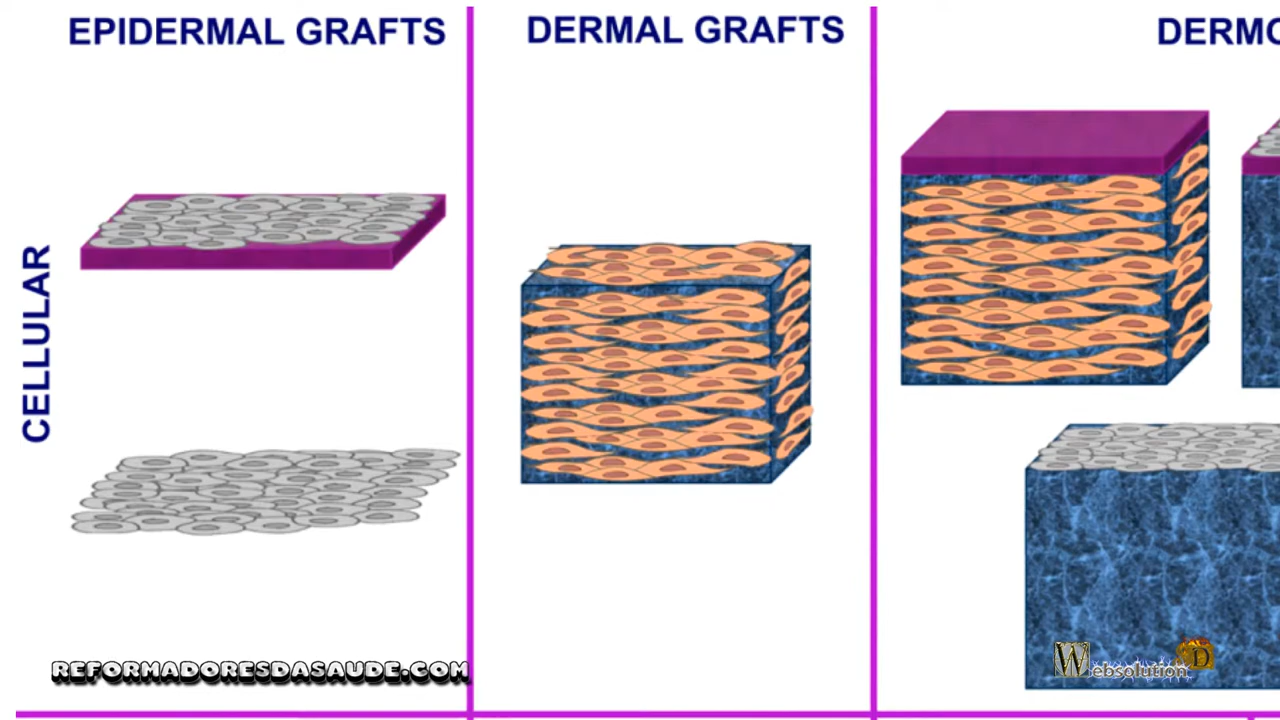 EPIDERMAL GRAFTS
DERMAL GRAFTS
DERMO
CELLULAR
REFORMADORESDASAUDE.COM
Websolution D